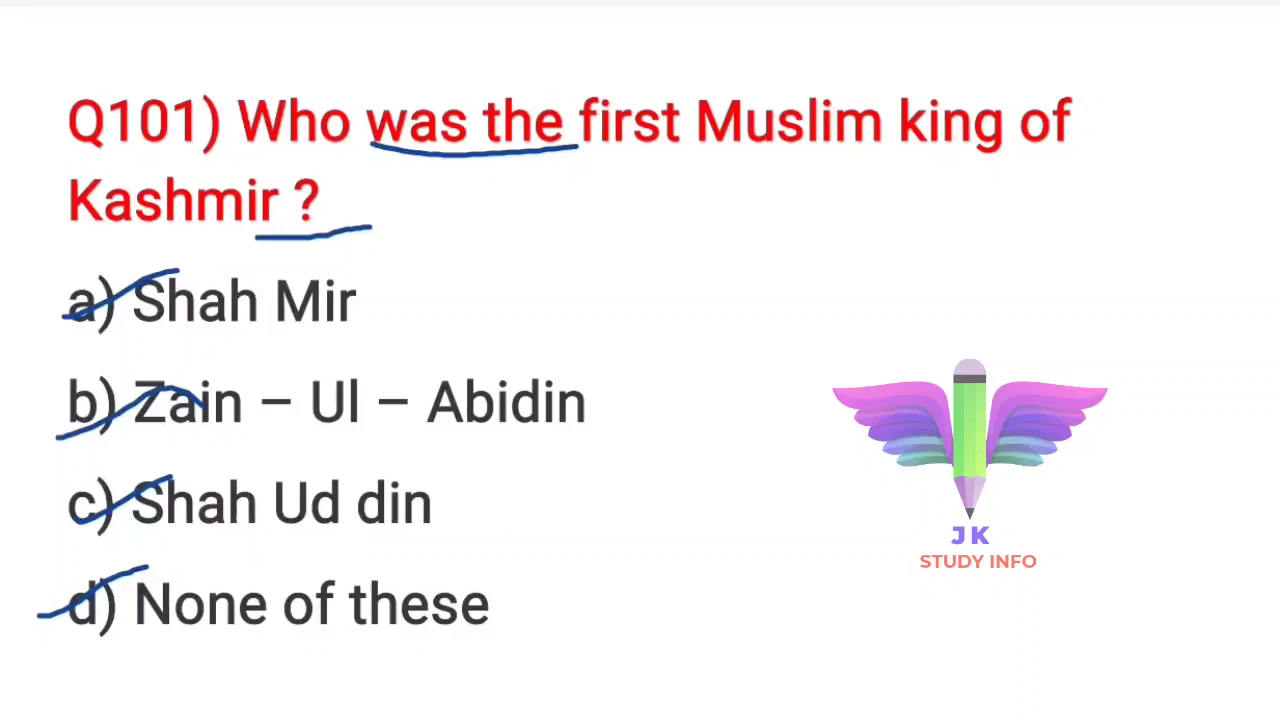 Q101) Who was the first Muslim king of
Kashmir ?
a) Shah Mir
b) Zain – Ul – Abidin
c) Shah Ud din
d) None of these
JK
STUDY INFO